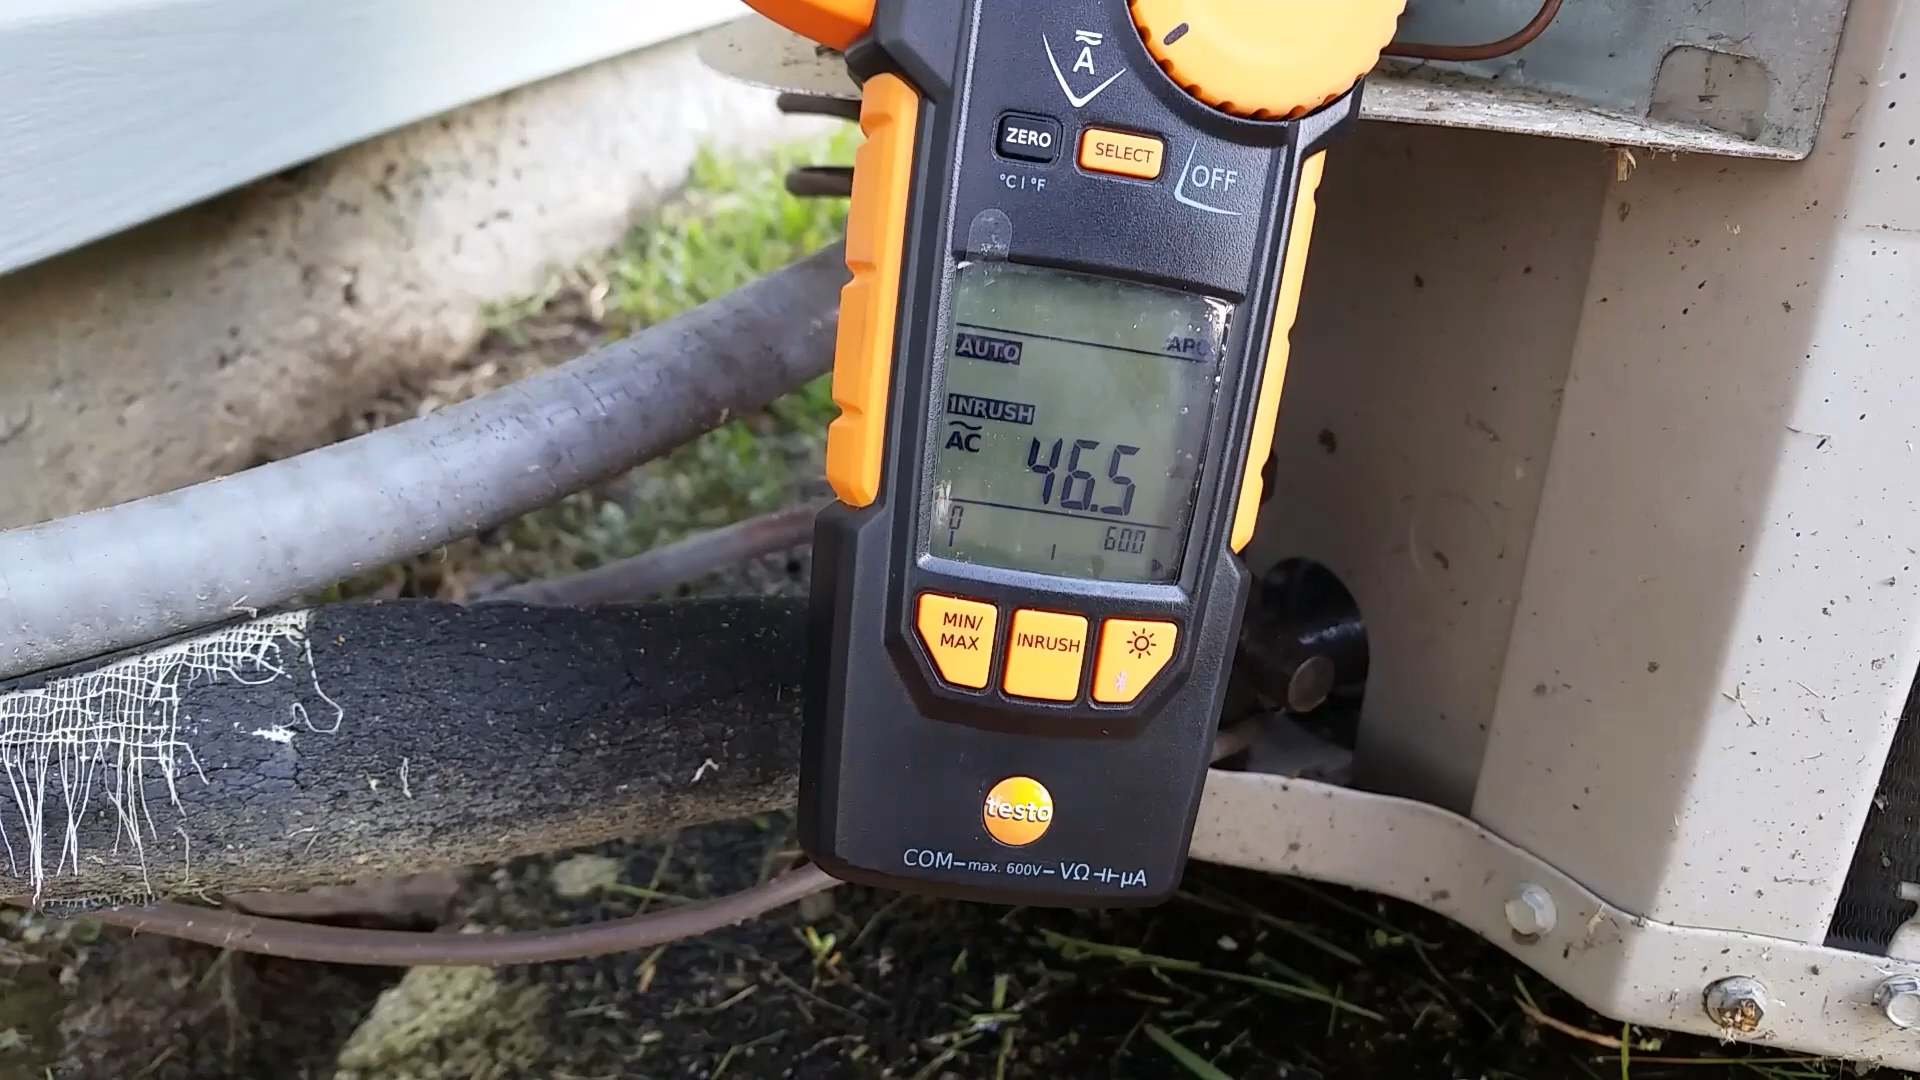 A
ZERO
SELECT
OFF
°C | °F
AUTO
APO
INRUSH
AC
46.5
0
600
MIN/
MAX
INRUSH
testo
COM-max. 600V-VΩ⊣⊢µA